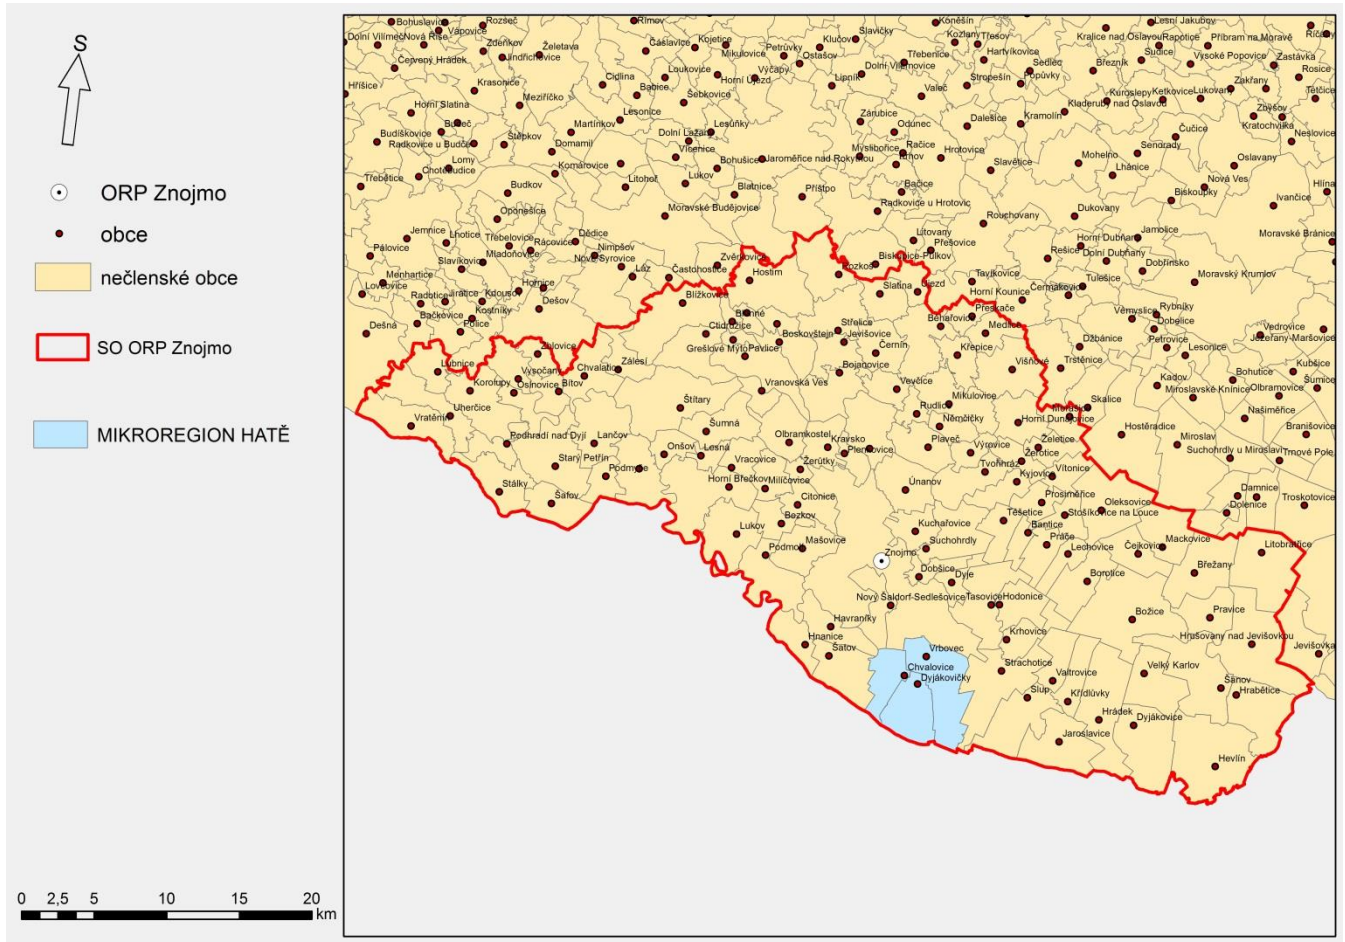 S
ORP Znojmo
obce
nečlenské obce
SO ORP Znojmo
MIKROREGION HATĚ
0 2,5 5 10 15 20
km
Bohuslavice
Rozseč
Římov
Koněšín
Lesní Jakubov
Vápovice
Slavičky
Dolní Vilímeč
Nová Říše
Zdeňkov
Želetava
Čáslavice
Kojetice
Klučov
Kozlany
Třesov
Kralice nad Oslavou
Rapotice
Příbram na Moravě
Říčany
Červený Hrádek
Jindřichovice
Mikulovice
Petrůvky
Ostašov
Třebenice
Hartvíkovice
Sudice
Vysoké Popovice
Zastávka
Krasonice
Cidlina
Loukovice
Horní Újezd
Výčapy
Lipník
Dolní Vilémovice
Sedlec
Popůvky
Březník
Rosice
Hříšice
Babice
Stropešín
Zakřany
Meziříčko
Šebkovice
Valeč
Kuroslepy
Ketkovice
Lukovany
Tetčice
Horní Slatina
Lesonice
Kladeruby nad Oslavou
Zbýšov
Martínkov
Lesůňky
Zárubice
Dalešice
Kramolín
Kratochvilka
Budíškovice
Budeč
Štěpkov
Dolní Lažany
Odunec
Čučice
Neslovice
Radkovice u Budče
Domamil
Vícenice
Myslibořice
Račice
Hrotovice
Senorady
Lomy
Komárovice
Bohušice
Jaroměřice nad Rokytnou
Krhov
Slavětice
Mohelno
Lhánice
Oslavany
Třebětice
Chotěbudice
Litohoř
Lukov
Blatnice
Příštpo
Bačice
Nová Ves
Hlína
Budkov
Biskoupky
Ivančice
Oponešice
Moravské Budějovice
Radkovice u Hrotovic
Rouchovany
Dukovany
Jemnice
Lhotice
Třebelovice
Dědice
Litovany
Jamolice
Moravské Bránice
Pálovice
Mladoňovice
Rácovice
Nimpšov
Přešovice
Rešice
Horní Dubňany
Slavíkovice
Nové Syrovice
Láz
Zvěrkovice
Biskupice-Pulkov
Dolní Dubňany
Menhartice
Částohostice
Hostim
Rozkoš
Tavíkovice
Dobřínsko
Lovčovice
Hornice
Slatina
Újezd
Tulešice
Moravský Krumlov
Radotice
Jiratice
Kdousov
Dešov
Blížkovice
Horní Kounice
Čermákovice
Bačkovice
Kostníky
Rybníky
Dešná
Police
Blanné
Střelice
Běhařovice
Přeskače
Vémyslice
Dobelice
Ctidružice
Boskovštejn
Jevišovice
Medlice
Vedrovice
Zblovice
Grešlové Mýto
Pavlice
Černín
Křepice
Džbánice
Petrovice
Lesonice
Jezeřany-Maršovice
Lubnice
Vysočany
Chvalatice
Zálesí
Bojanovice
Višňové
Trstěnice
Kubšice
Korolupy
Oslnovice
Bítov
Vranovská Ves
Vevčice
Kadov
Bohutice
Šumice
Štítary
Rudlice
Mikulovice
Miroslavské Knínice
Olbramovice
Vratěnín
Uherčice
Němčičky
Horní Dunajovice
Skalice
Našiměřice
Podhradí nad Dyjí
Lančov
Šumná
Olbramkostel
Kravsko
Plaveč
Výrovice
Želetice
Hostěradice
Miroslav
Branišovice
Onšov
Lesná
Plenkovice
Žerotice
Suchohrdly u Miroslavi
Trnové Pole
Starý Petřín
Podmyče
Vracovice
Žerůtky
Tvořihráz
Kyjovice
Vítonice
Stálky
Horní Břečkov
Milíčovice
Únanov
Damnice
Šafov
Citonice
Prosiměřice
Oleksovice
Dolenice
Troskotovice
Bezkov
Těšetice
Stošíkovice na Louce
Lukov
Kuchařovice
Bantice
Podmolí
Mašovice
Suchohrdly
Práče
Lechovice
Čejkovice
Mackovice
Litobratřice
Znojmo
Dobšice
Dyje
Borotice
Břežany
Nový Šaldorf-Sedlešovice
Tasovice
Hodonice
Havraníky
Božice
Pravice
Hnanice
Šatov
Krhovice
Hrušovany nad Jevišovkou
Vrbovec
Jevišovka
Chvalovice
Dyjákovičky
Strachotice
Valtrovice
Velký Karlov
Slup
Křídlůvky
Šanov
Hrabětice
Hrádek
Dyjákovice
Jaroslavice
Hevlín